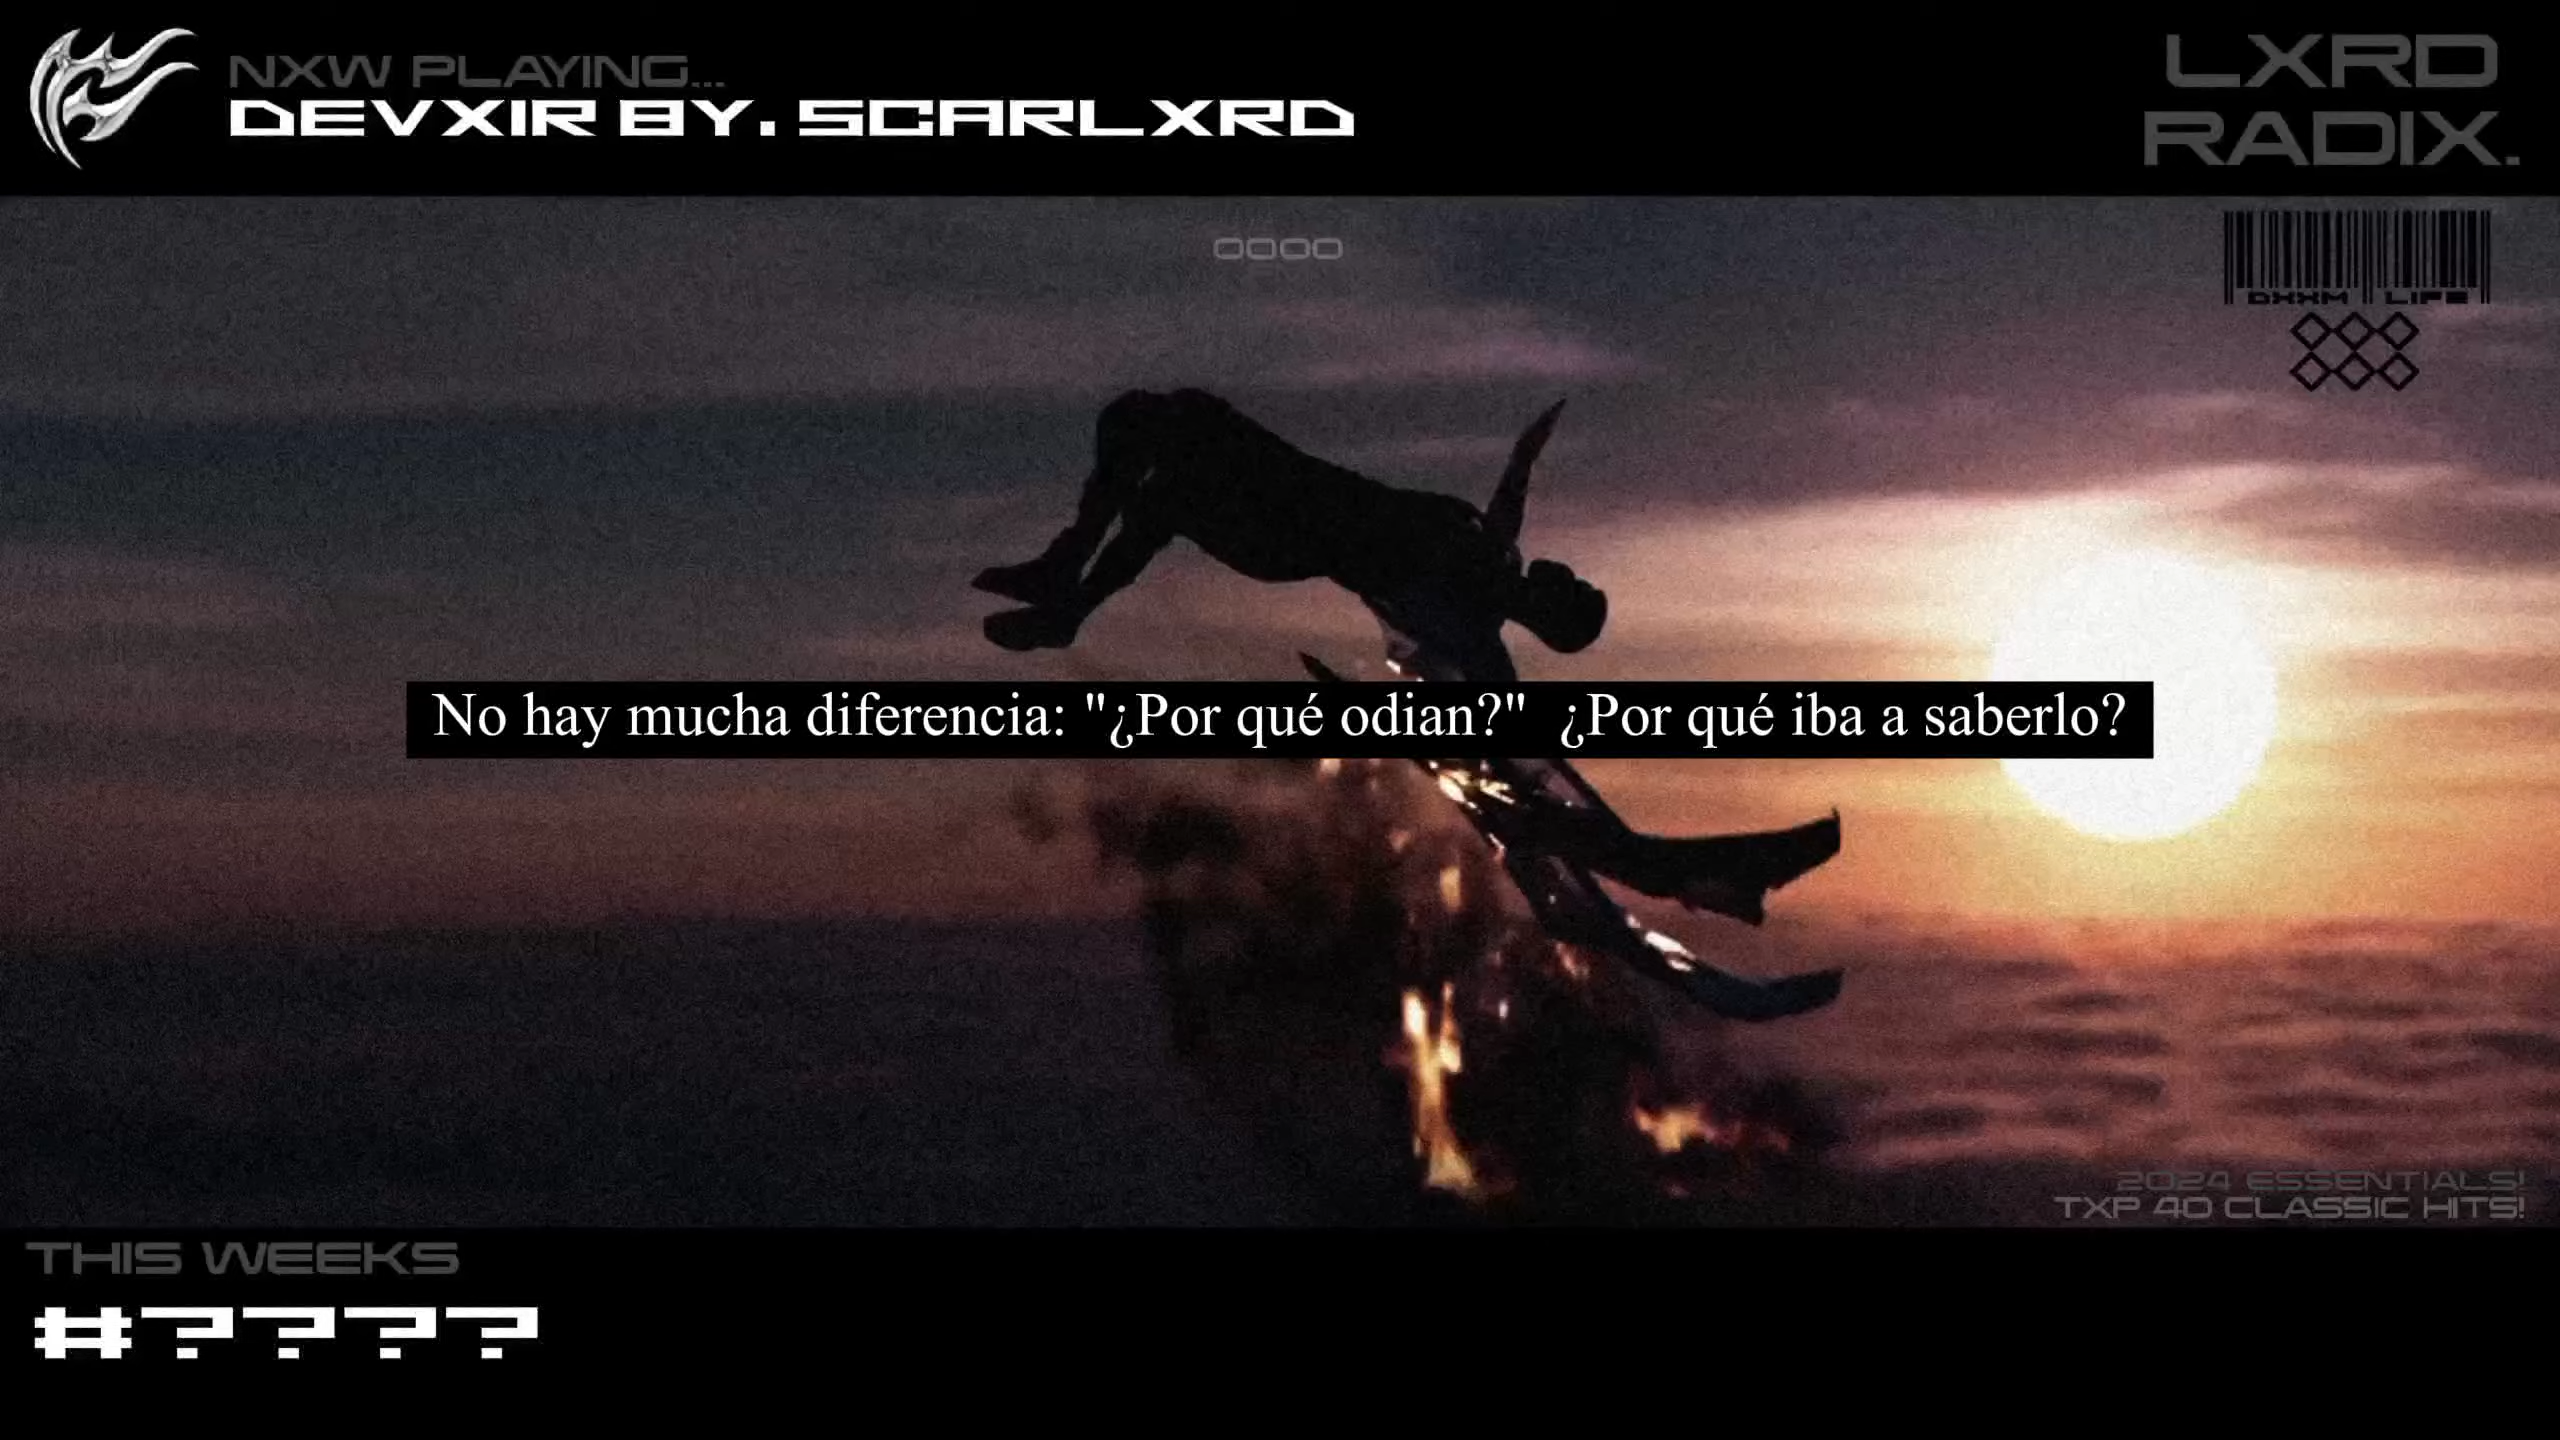 NXW PLAYING...
DEVXIR BY. SCARLXRD
LXRD
RADIX.
0000
DXXM LIFE
No hay mucha diferencia: "¿Por qué odian?"  ¿Por qué iba a saberlo?
2024 ESSENTIALS!
TXP 40 CLASSIC HITS!
THIS WEEKS
#????